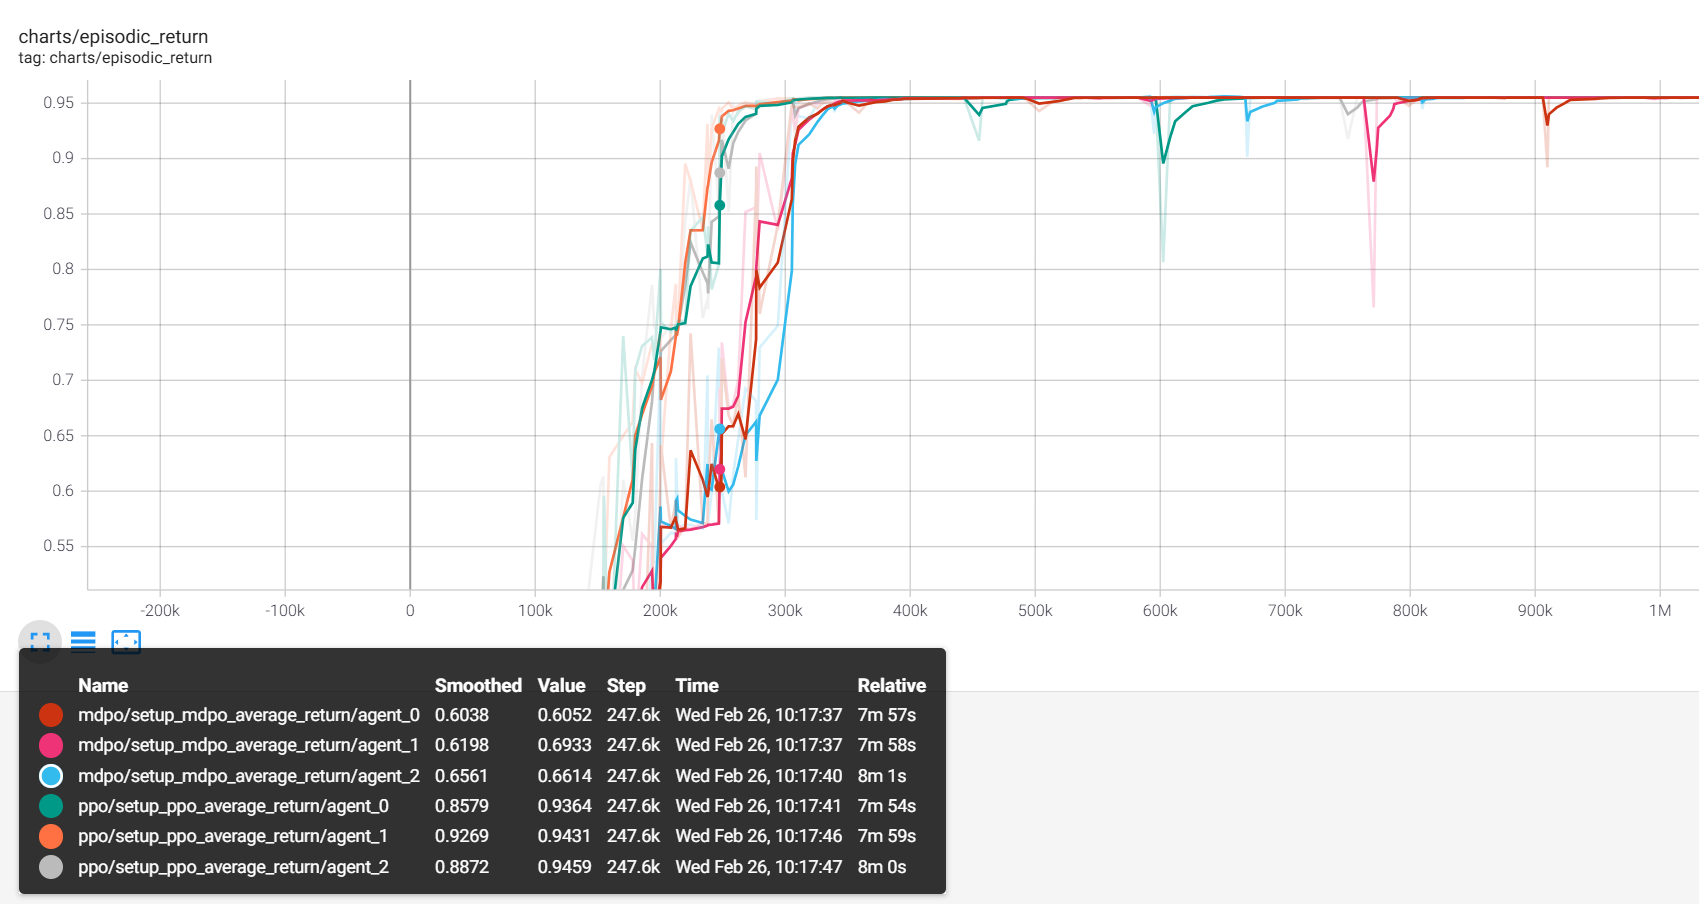 charts/episodic_return
tag: charts/episodic_return
0.95
0.9
0.85
0.8
0.75
0.7
0.65
0.6
0.55
-200k -100k 0 100k 200k 300k 400k 500k 600k 700k 800k 900k 1M
Name Smoothed Value Step Time Relative
mdpo/setup_mdpo_average_return/agent_0 0.6038 0.6052 247.6k Wed Feb 26, 10:17:37 7m 57s
mdpo/setup_mdpo_average_return/agent_1 0.6198 0.6933 247.6k Wed Feb 26, 10:17:37 7m 58s
mdpo/setup_mdpo_average_return/agent_2 0.6561 0.6614 247.6k Wed Feb 26, 10:17:40 8m 1s
ppo/setup_ppo_average_return/agent_0 0.8579 0.9364 247.6k Wed Feb 26, 10:17:41 7m 54s
ppo/setup_ppo_average_return/agent_1 0.9269 0.9431 247.6k Wed Feb 26, 10:17:46 7m 59s
ppo/setup_ppo_average_return/agent_2 0.8872 0.9459 247.6k Wed Feb 26, 10:17:47 8m 0s